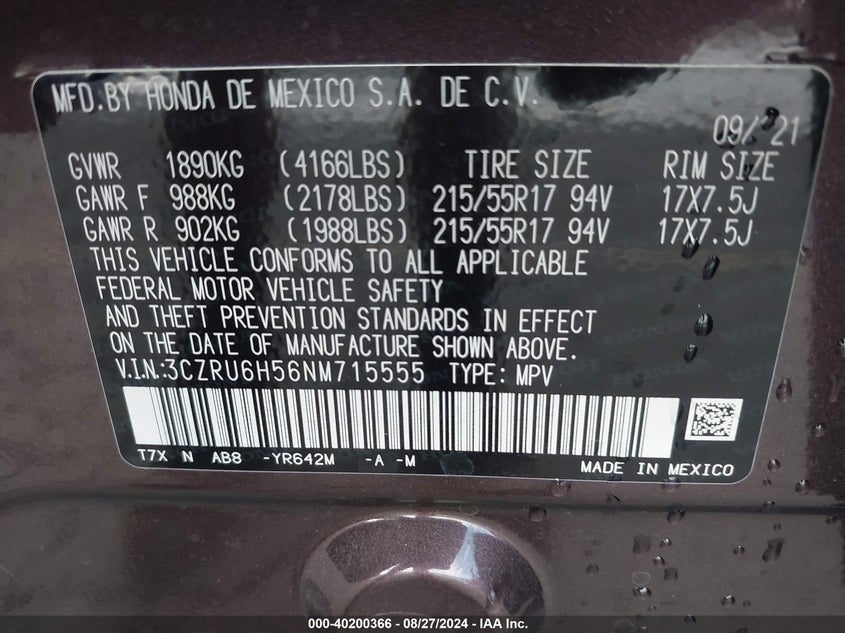 MFD.BY HONDA DE MEXICO S.A. DE C.V.
09/'21
GVWR 1890KG (4166LBS) TIRE SIZE RIM SIZE
GAWR F 988KG (2178LBS) 215/55R17 94V 17X7.5J
GAWR R 902KG (1988LBS) 215/55R17 94V 17X7.5J
THIS VEHICLE CONFORMS TO ALL APPLICABLE
FEDERAL MOTOR VEHICLE SAFETY
AND THEFT PREVENTION STANDARDS IN EFFECT
ON THE DATE OF MANUFACTURE SHOWN ABOVE.
V.I.N.:3CZRU6H56NM715555 TYPE: MPV
T7X N AB8 -YR642M -A -M
MADE IN MEXICO
000-40200366 - 08/27/2024 - IAA Inc.